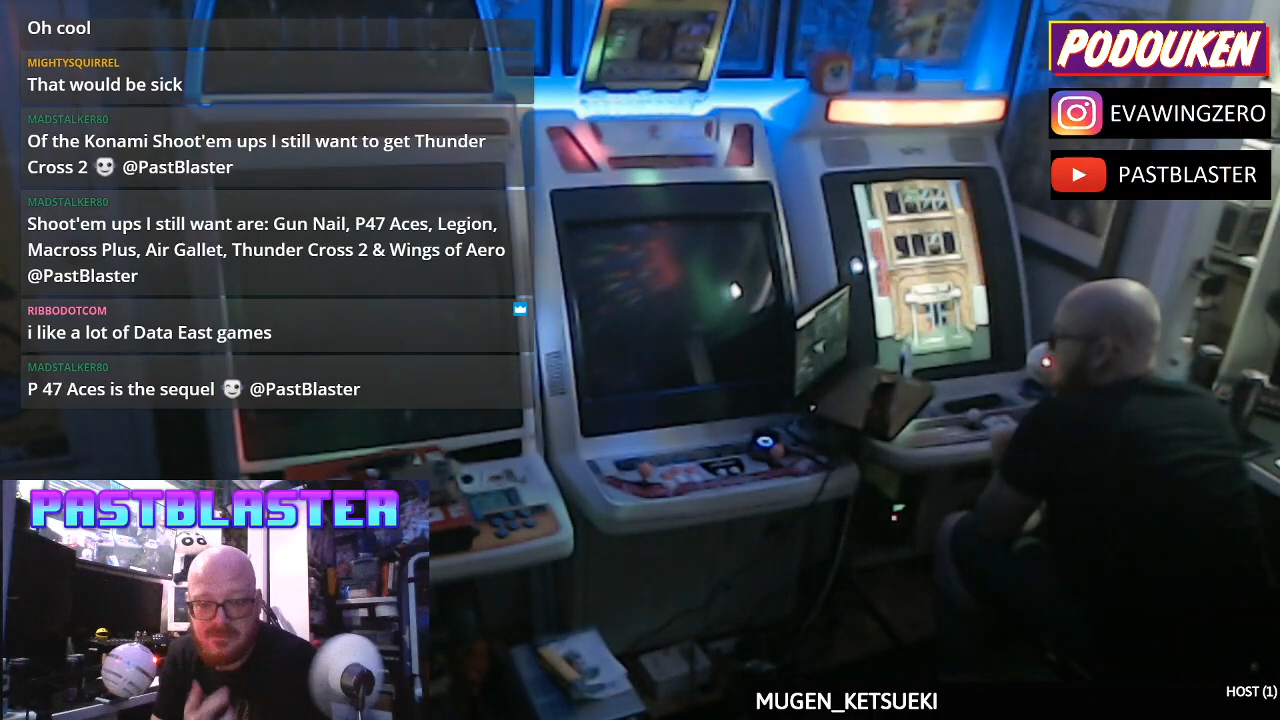 Oh cool
MIGHTYSQUIRREL
That would be sick
MADSTALKER80
Of the Konami Shoot'em ups I still want to get Thunder
Cross 2 @PastBlaster
MADSTALKER80
Shoot'em ups I still want are: Gun Nail, P47 Aces, Legion,
Macross Plus, Air Gallet, Thunder Cross 2 & Wings of Aero
@PastBlaster
RIBBODOTCOM
i like a lot of Data East games
MADSTALKER80
P 47 Aces is the sequel @PastBlaster
PODOUKEN
EVAWINGZERO
PASTBLASTER
PASTBLASTER
MUGEN_KETSUEKI
HOST (1)